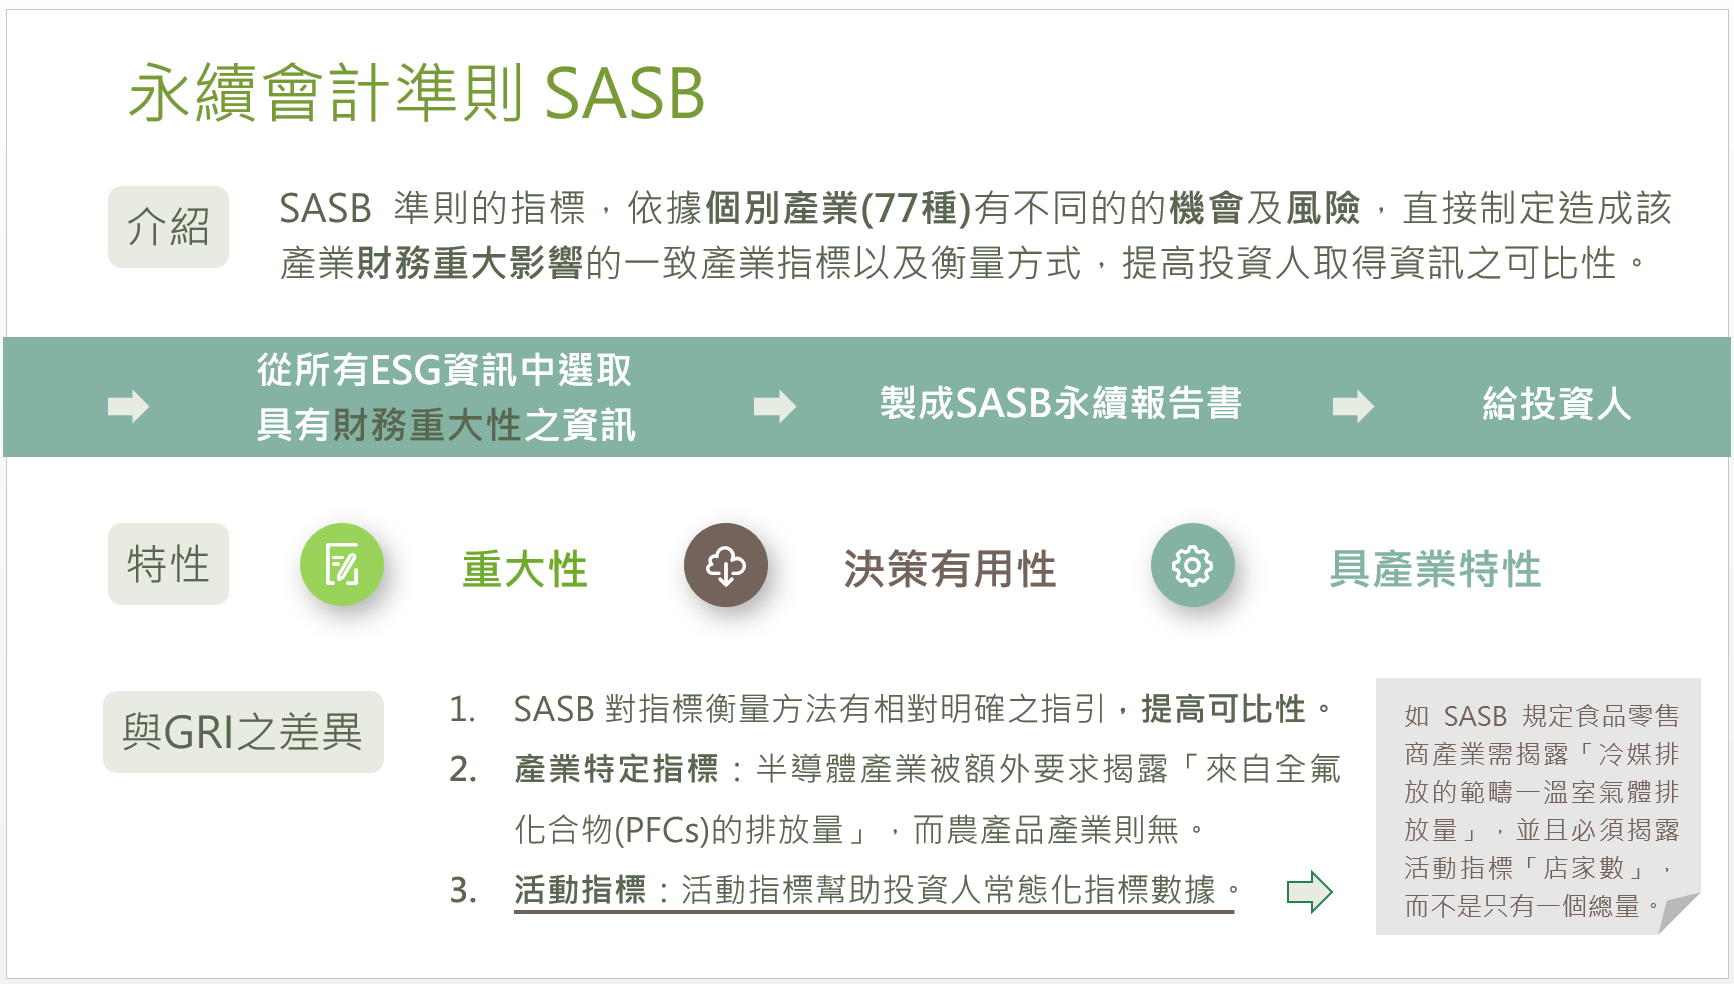 永續會計準則 SASB
介紹
SASB 準則的指標，依據個別產業(77種)有不同的的機會及風險，直接制定造成該
產業財務重大影響的一致產業指標以及衡量方式，提高投資人取得資訊之可比性。
從所有ESG資訊中選取
具有財務重大性之資訊
製成SASB永續報告書
給投資人
特性
重大性
決策有用性
具產業特性
與GRI之差異
1. SASB 對指標衡量方法有相對明確之指引，提高可比性。
2. 產業特定指標：半導體產業被額外要求揭露「來自全氟
化合物(PFCs)的排放量」，而農產品產業則無。
3. 活動指標：活動指標幫助投資人常態化指標數據。
如 SASB 規定食品零售
商產業需揭露「冷媒排
放的範疇一溫室氣體排
放量」，並且必須揭露
活動指標「店家數」，
而不是只有一個總量。